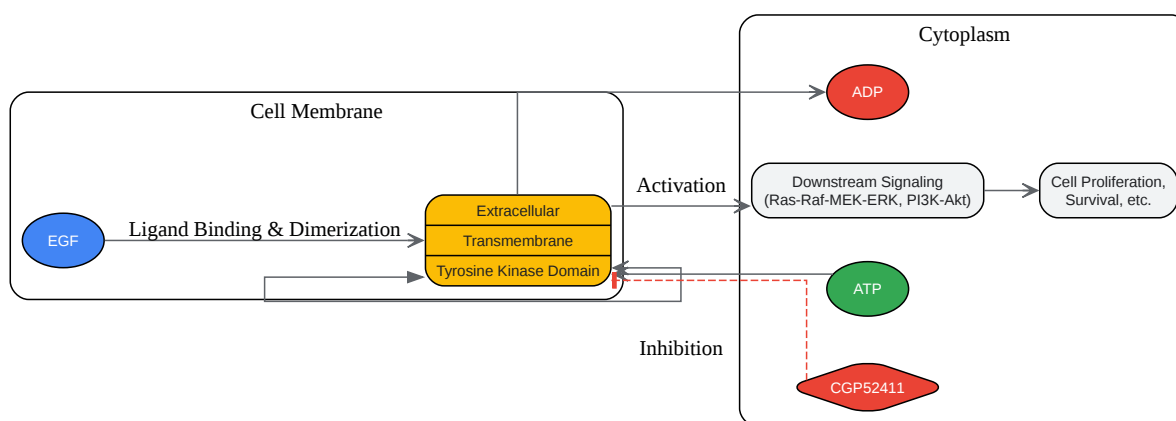 Cytoplasm
ADP
Cell Membrane
Activation
Downstream Signaling
(Ras-Raf-MEK-ERK, PI3K-Akt)
Cell Proliferation,
Survival, etc.
EGF
Ligand Binding & Dimerization
Extracellular
Transmembrane
Tyrosine Kinase Domain
ATP
Inhibition
CGP52411